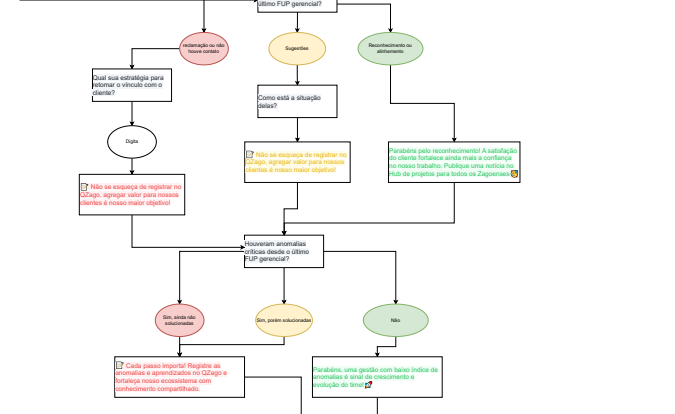 último FUP gerencial?
reclamação ou não
houve contato
Sugestões
Reconhecimento ou
alinhamento
Qual sua estratégia para
retomar o vínculo com o
cliente?
Como está a situação
delas?
Digita
📝 Não se esqueça de registrar no
QZago, agregar valor para nossos
clientes é nosso maior objetivo!
Parabéns pelo reconhecimento! A satisfação
do cliente fortalece ainda mais a confiança
no nosso trabalho. Publique uma notícia no
Hub de projetos para todos os Zagoenses
📝 Não se esqueça de registrar no
QZago, agregar valor para nossos
clientes é nosso maior objetivo!
Houveram anomalias
críticas desde o último
FUP gerencial?
Sim, ainda não
solucionadas
Sim, porém solucionadas
Não
📝 Cada passo importa! Registre as
anomalias e aprendizados no QZago e
fortaleça nosso ecossistema com
conhecimento compartilhado.
Parabéns, uma gestão com baixo índice de
anomalias é sinal de crescimento e
evolução do time! 🚀